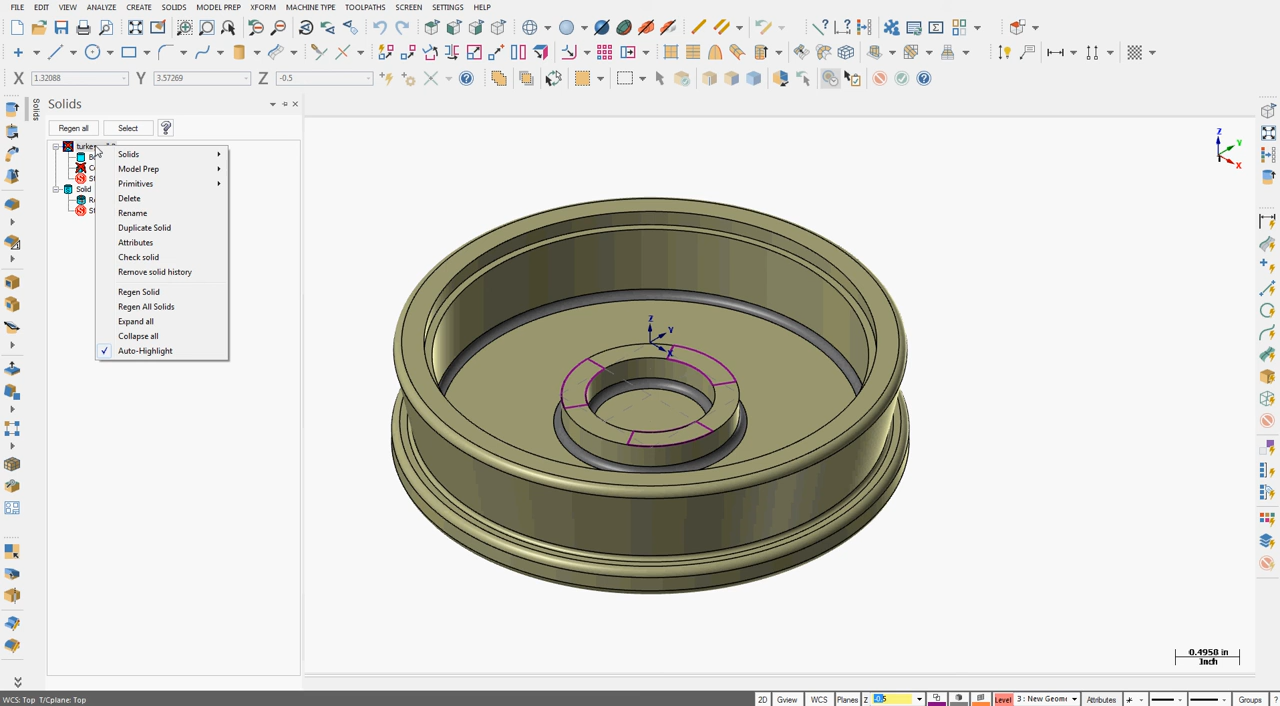 FILE EDIT VIEW ANALYZE CREATE SOLIDS MODEL PREP XFORM MACHINE TYPE TOOLPATHS SCREEN SETTINGS HELP
X 1.32088 Y 3.57269 Z -0.5
Solids
Solids
Regen all Select ?
Solid
Solids
Model Prep
Primitives
Delete
Rename
Duplicate Solid
Attributes
Check solid
Remove solid history
Regen Solid
Regen All Solids
Expand all
Collapse all
Auto-Highlight
Z
Y
X
Z
Y
X
0.4958 in
Inch
WCS: Top T/Cplane: Top
2D Gview WCS Planes Z Level 3 : New Geom Attributes Groups ?